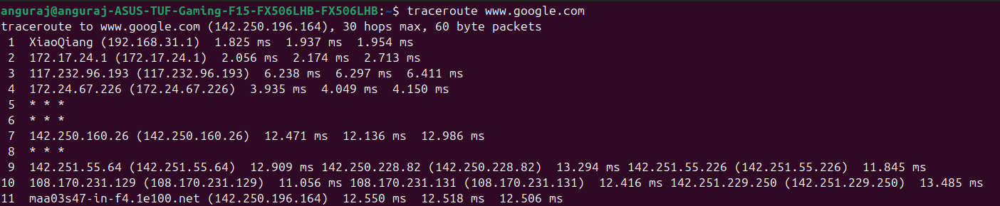 anguraj@anguraj-ASUS-TUF-Gaming-F15-FX506LHB-FX506LHB:~$ traceroute www.google.com
traceroute to www.google.com (142.250.196.164), 30 hops max, 60 byte packets
 1  XiaoQiang (192.168.31.1)  1.825 ms  1.937 ms  1.954 ms
 2  172.17.24.1 (172.17.24.1)  2.056 ms  2.174 ms  2.713 ms
 3  117.232.96.193 (117.232.96.193)  6.238 ms  6.297 ms  6.411 ms
 4  172.24.67.226 (172.24.67.226)  3.935 ms  4.049 ms  4.150 ms
 5  * * *
 6  * * *
 7  142.250.160.26 (142.250.160.26)  12.471 ms  12.136 ms  12.986 ms
 8  * * *
 9  142.251.55.64 (142.251.55.64)  12.909 ms 142.250.228.82 (142.250.228.82)  13.294 ms 142.251.55.226 (142.251.55.226)  11.845 ms
10  108.170.231.129 (108.170.231.129)  11.056 ms 108.170.231.131 (108.170.231.131)  12.416 ms 142.251.229.250 (142.251.229.250)  13.485 ms
11  maa03s47-in-f4.1e100.net (142.250.196.164)  12.550 ms  12.518 ms  12.506 ms